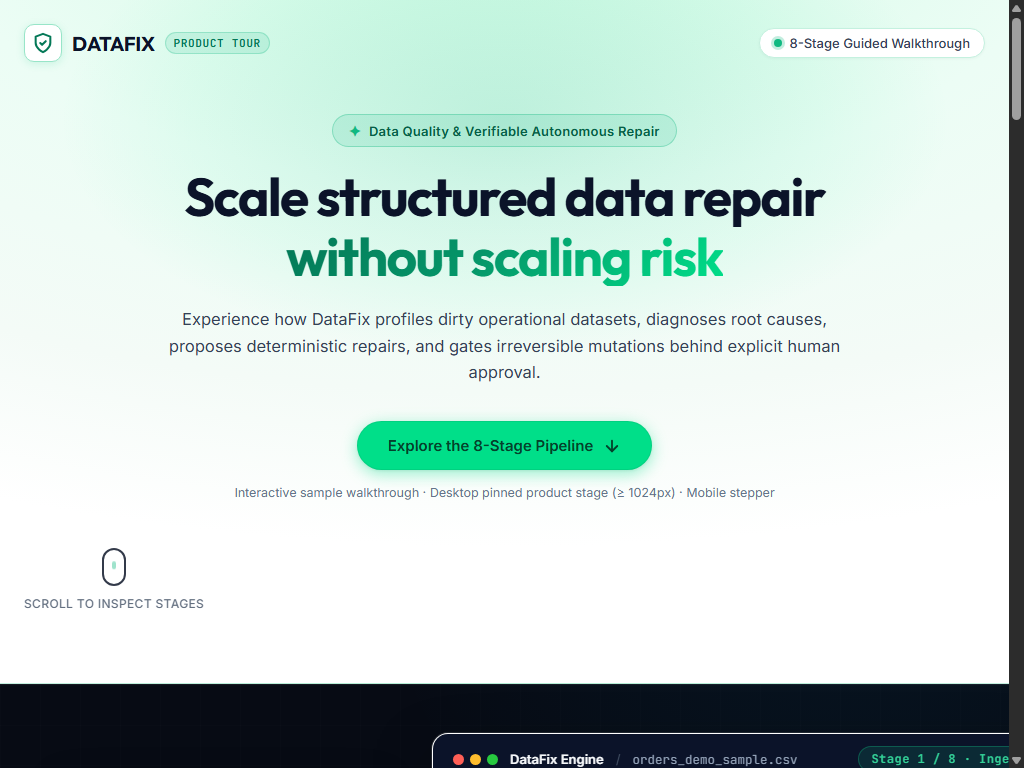 DATAFIX
PRODUCT TOUR
8-Stage Guided Walkthrough
Data Quality & Verifiable Autonomous Repair
Scale structured data repair
without scaling risk
Experience how DataFix profiles dirty operational datasets, diagnoses root causes,
proposes deterministic repairs, and gates irreversible mutations behind explicit human
approval.
Explore the 8-Stage Pipeline
Interactive sample walkthrough · Desktop pinned product stage (≥ 1024px) · Mobile stepper
SCROLL TO INSPECT STAGES
DataFix Engine / orders_demo_sample.csv
Stage 1 / 8 · Inge